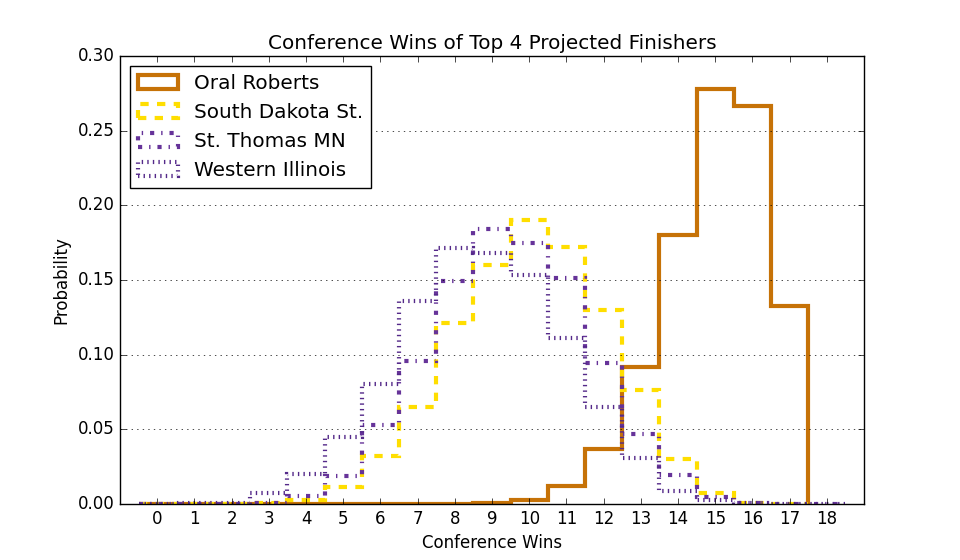 Conference Wins of Top 4 Projected Finishers
Oral Roberts
South Dakota St.
St. Thomas MN
Western Illinois
0.30
0.25
0.20
0.15
0.10
0.05
0.00
Probability
0 1 2 3 4 5 6 7 8 9 10 11 12 13 14 15 16 17 18
Conference Wins